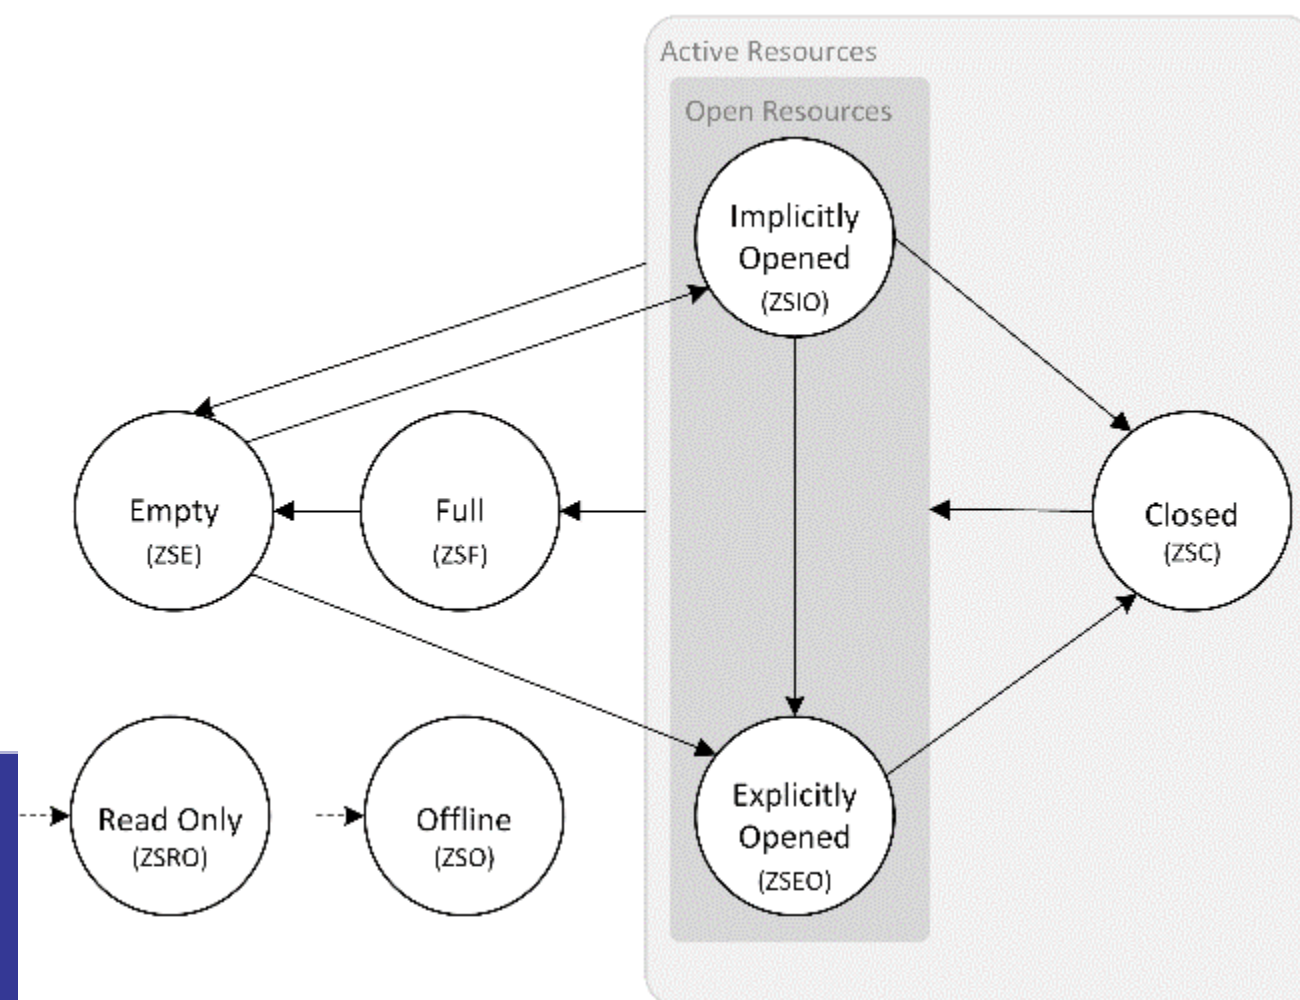 Active Resources
Open Resources
Implicitly
Opened
(ZSIO)
Empty
(ZSE)
Full
(ZSF)
Closed
(ZSC)
Read Only
(ZSRO)
Offline
(ZSO)
Explicitly
Opened
(ZSEO)